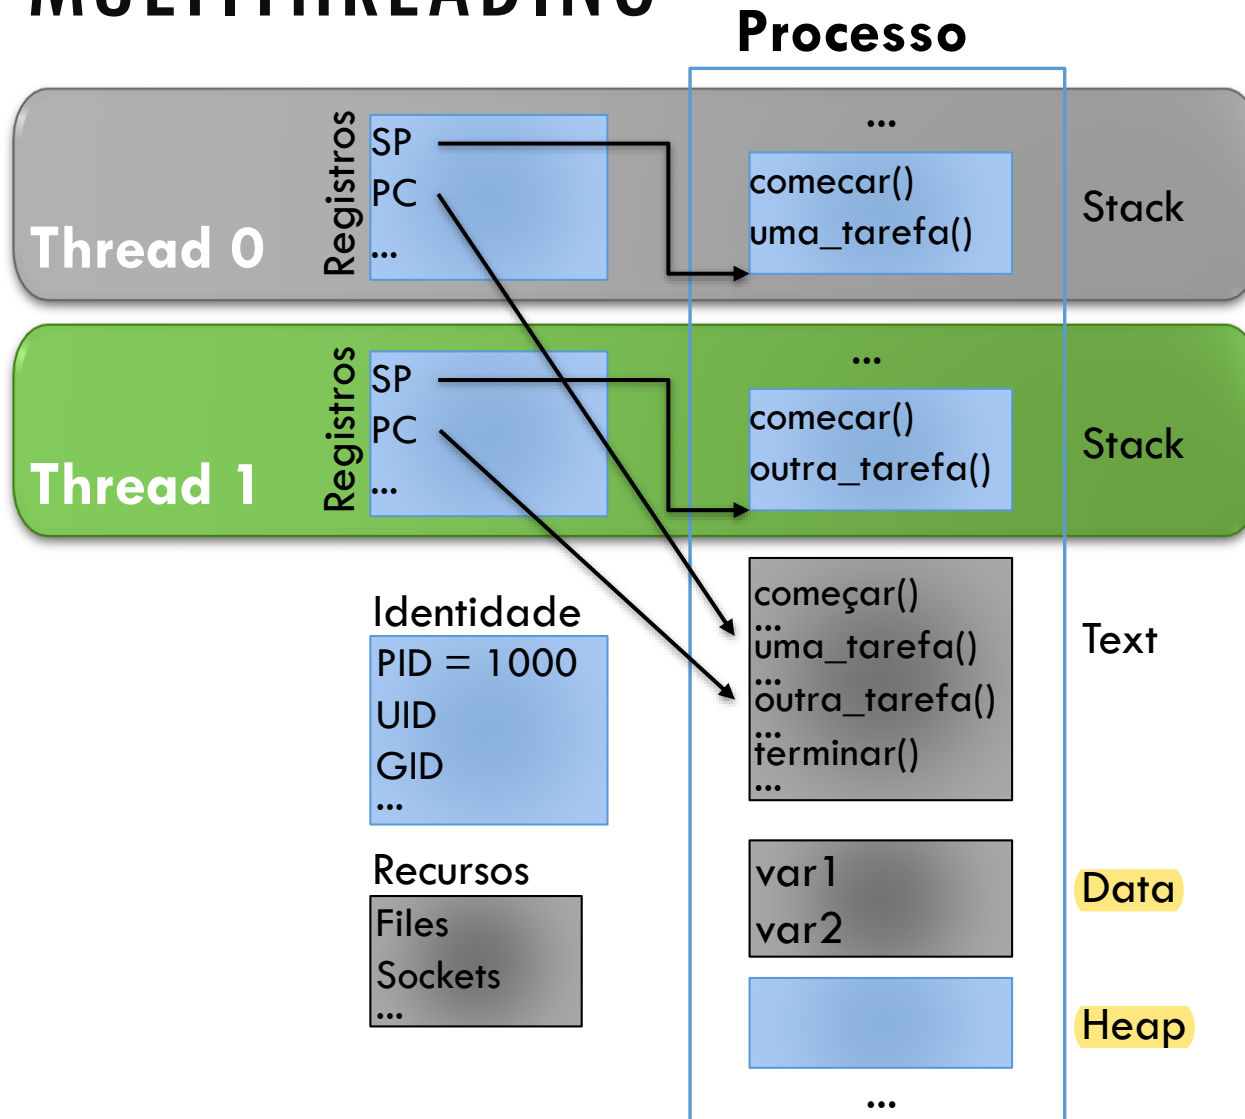 MULTITHREADING
Processo
Thread 0
Registros
SP
PC
...
...
comecar()
uma_tarefa()
Stack
Thread 1
Registros
SP
PC
...
...
comecar()
outra_tarefa()
Stack
Identidade
PID = 1000
UID
GID
...
Recursos
Files
Sockets
...
começar()
...
uma_tarefa()
...
outra_tarefa()
...
terminar()
...
Text
var1
var2
Data
Heap
...